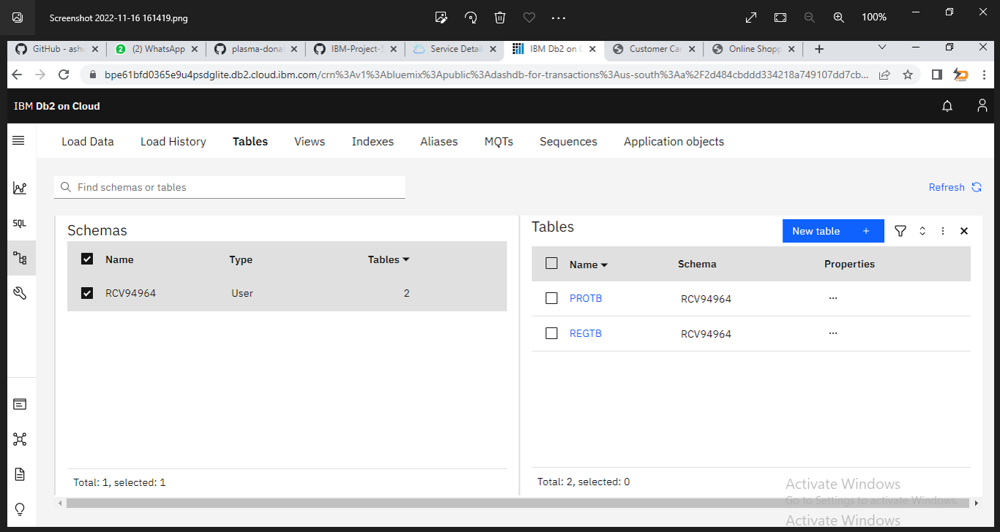 Screenshot 2022-11-16 161419.png
100%
GitHub - ashw
(2) WhatsApp
plasma-donat
IBM-Project-5
Service Detail
IBM Db2 on C
Customer Car
Online Shopp
bpe61bfd0365e9u4psdglite.db2.cloud.ibm.com/crn%3Av1%3Abluemix%3Apublic%3Adashdb-for-transactions%3Aus-south%3Aa%2F2d484cbddd334218a749107dd7cb...
IBM Db2 on Cloud
Load Data
Load History
Tables
Views
Indexes
Aliases
MQTs
Sequences
Application objects
SQL
Find schemas or tables
Refresh
Schemas
Name Type Tables
RCV94964 User 2
Total: 1, selected: 1
Tables
New table +
Name Schema Properties
PROTB RCV94964 ...
REGTB RCV94964 ...
Total: 2, selected: 0
Activate Windows
Go to Settings to activate Windows.
Activate Windows